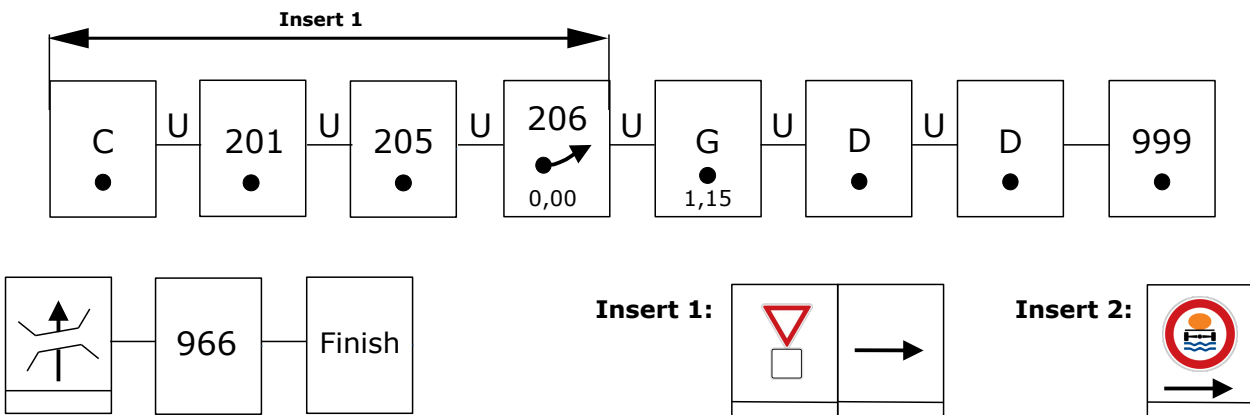 Insert 1
C U 201 U 205 U 206 U G U D U D 999
0,00 1,15
966 Finish
Insert 1: Insert 2: